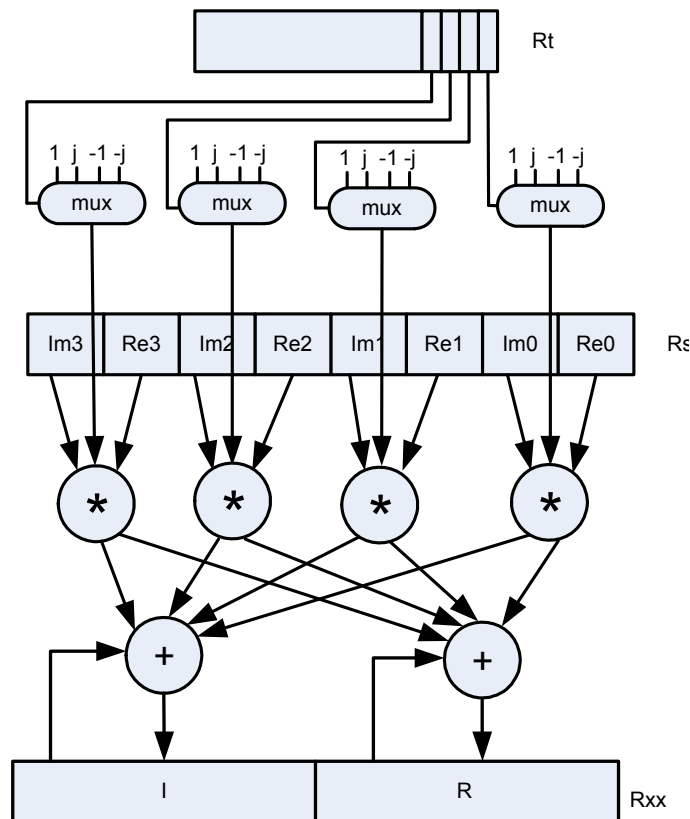 Rt
1 j -1 -j 1 j -1 -j 1 j -1 -j 1 j -1 -j
mux mux mux mux
Im3 Re3 Im2 Re2 Im1 Re1 Im0 Re0 Rs
* * * *
+ +
I R Rxx